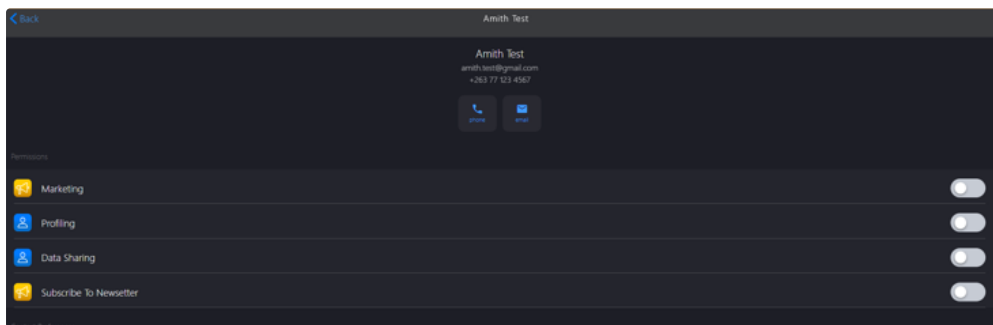 Back
Amith Test
Amith Test
amith.test@gmail.com
+263 77 123 4567
phone
email
Permissions
Marketing
Profiling
Data Sharing
Subscribe To Newsetter